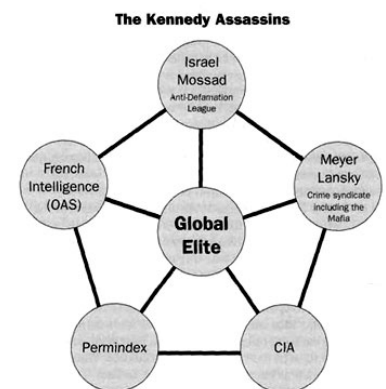 The Kennedy Assassins
Israel
Mossad
Anti-Defamation
League
French
Intelligence
(OAS)
Meyer
Lansky
Crime syndicate
including the
Mafia
Global
Elite
Permindex
CIA